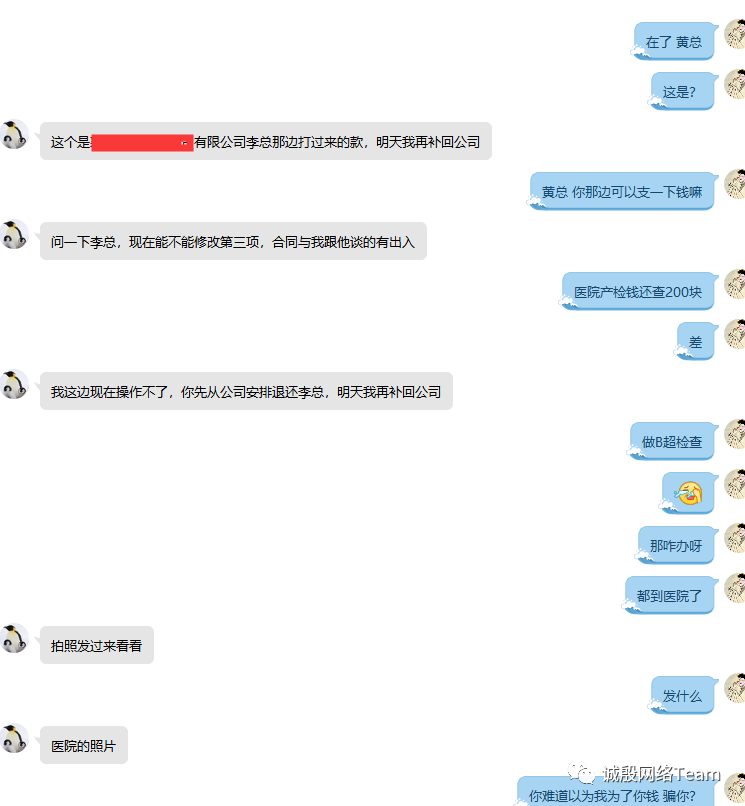 在了 黄总
这是?
这个是 有限公司李总那边打过来的款，明天我再补回公司
黄总 你那边可以支一下钱嘛
问一下李总，现在能不能修改第三项，合同与我跟他谈的有出入
医院产检钱还查200块
差
我这边现在操作不了，你先从公司安排退还李总，明天我再补回公司
做B超检查
那咋办呀
都到医院了
拍照发过来看看
发什么
医院的照片
诚殷网络Team
你难道以为我为了你钱 骗你?